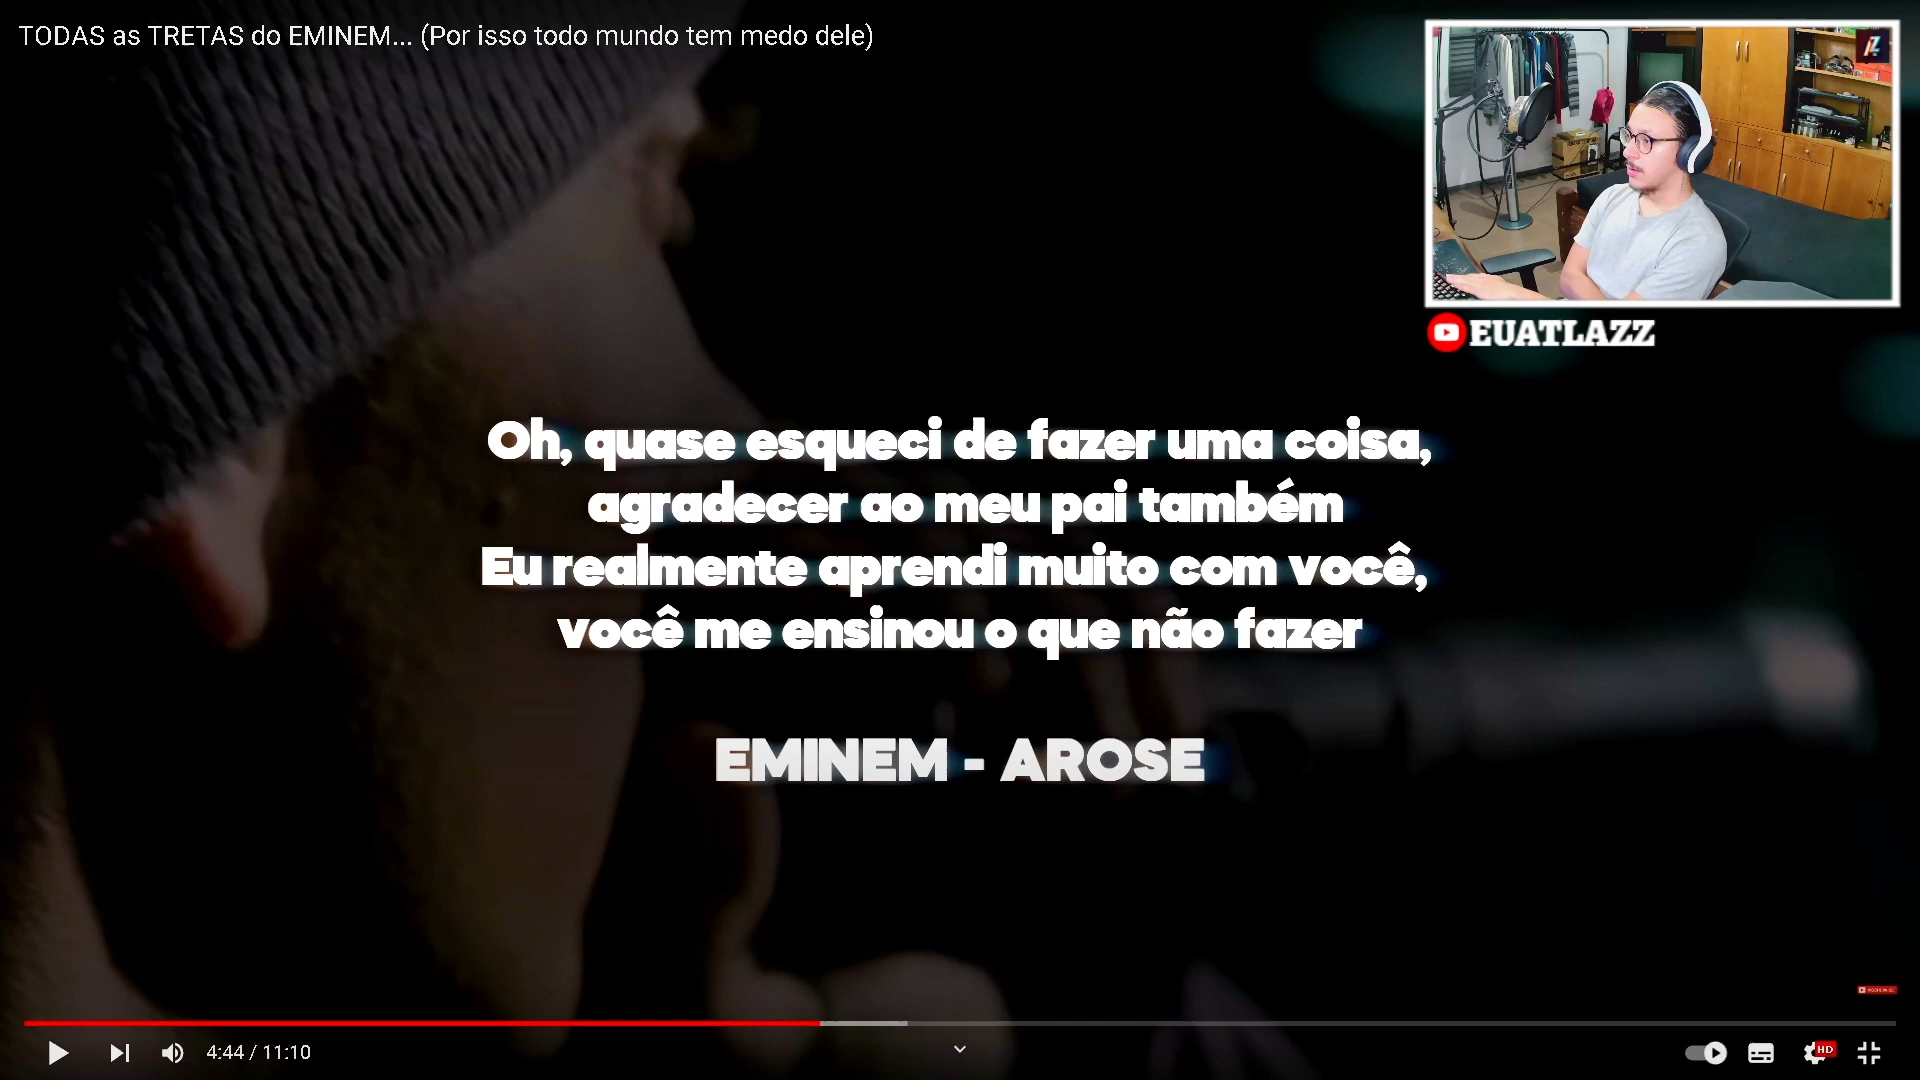 TODAS as TRETAS do EMINEM... (Por isso todo mundo tem medo dele)
EUATLAZZ
Oh, quase esqueci de fazer uma coisa,
agradecer ao meu pai também
Eu realmente aprendi muito com você,
você me ensinou o que não fazer
EMINEM - AROSE
4:44 / 11:10
HD